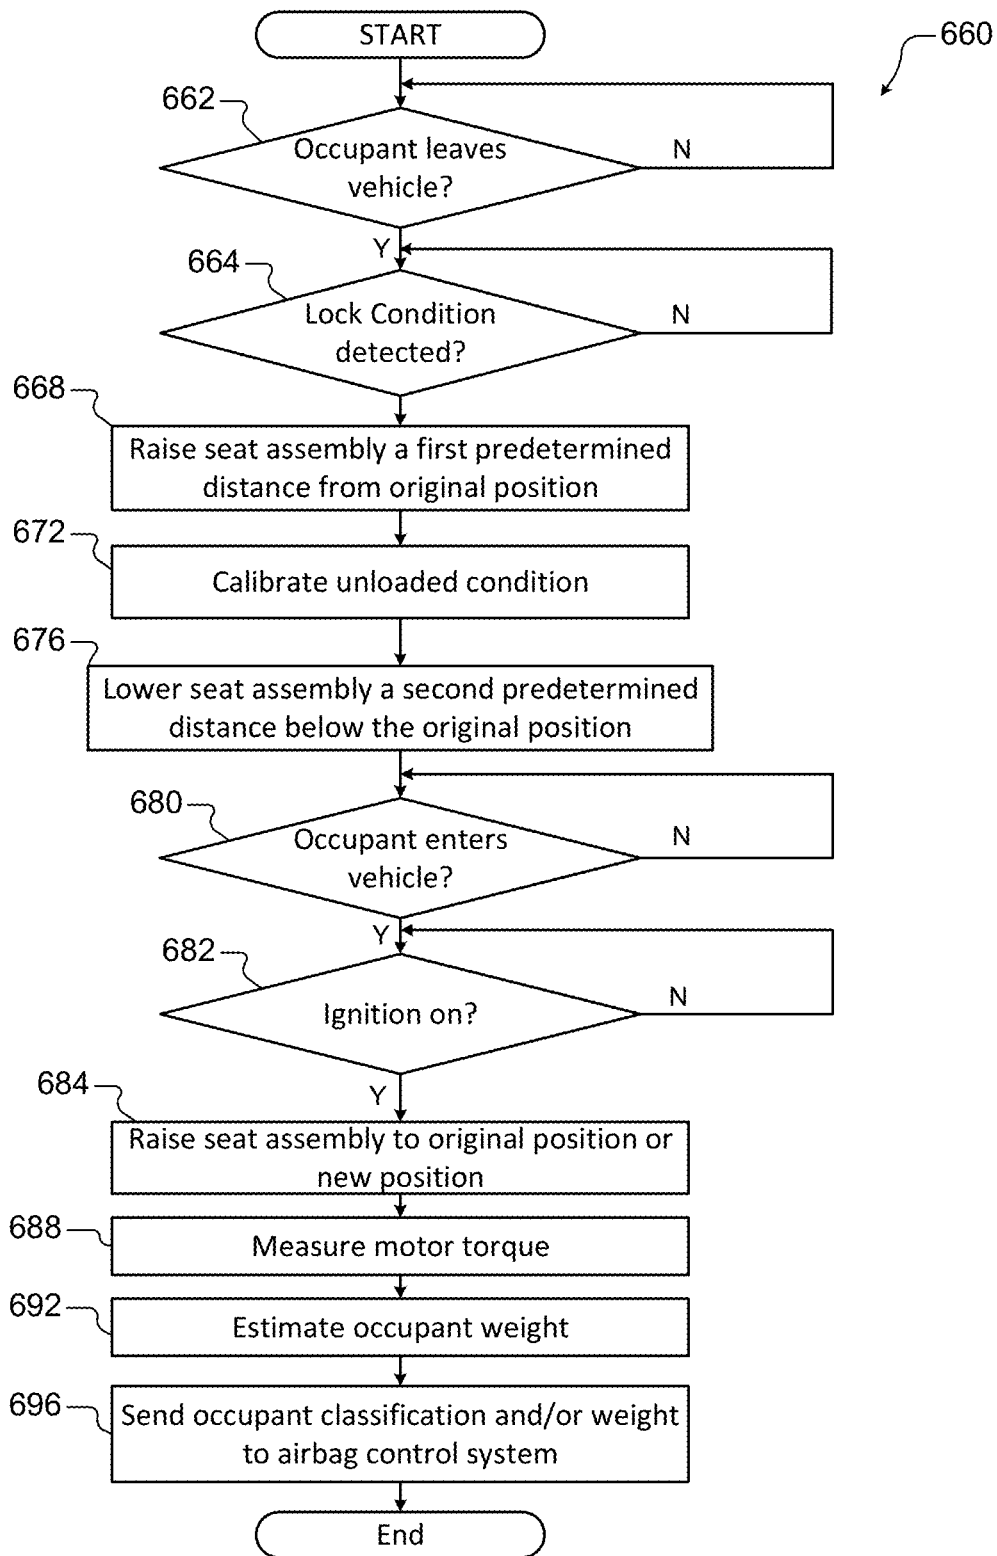 START
660
662
Occupant leaves
vehicle?
N
Y
664
Lock Condition
detected?
N
668
Raise seat assembly a first predetermined
distance from original position
672
Calibrate unloaded condition
676
Lower seat assembly a second predetermined
distance below the original position
680
Occupant enters
vehicle?
N
Y
682
Ignition on?
N
Y
684
Raise seat assembly to original position or
new position
688
Measure motor torque
692
Estimate occupant weight
696
Send occupant classification and/or weight
to airbag control system
End